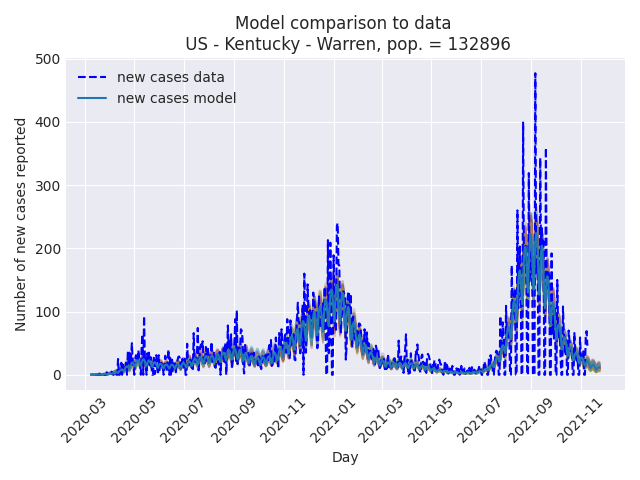 Model comparison to data
US - Kentucky - Warren, pop. = 132896
new cases data
new cases model
Number of new cases reported
500
400
300
200
100
0
2020-03
2020-05
2020-07
2020-09
2020-11
2021-01
2021-03
2021-05
2021-07
2021-09
2021-11
Day